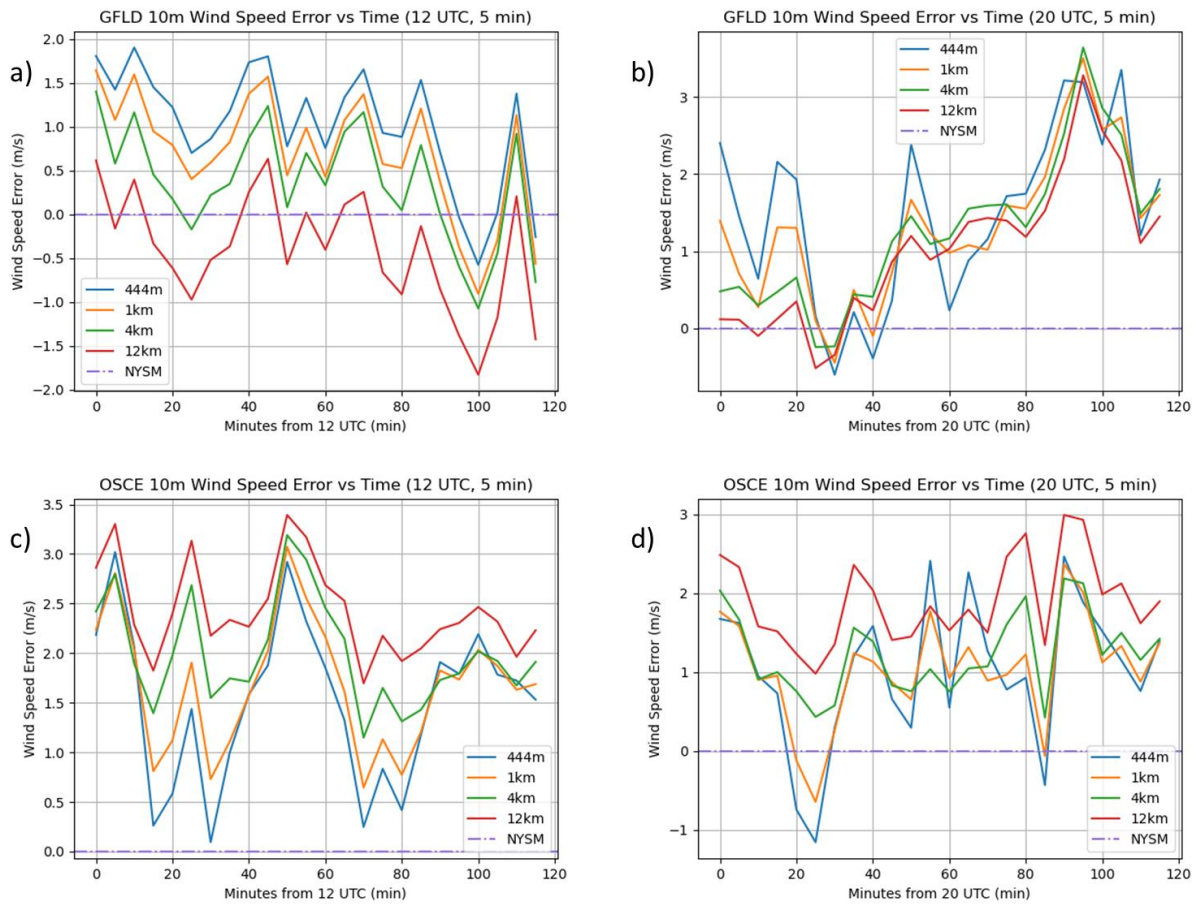 GFLD 10m Wind Speed Error vs Time (12 UTC, 5 min)
a)
Wind Speed Error (m/s)
2.0
1.5
1.0
0.5
0.0
−0.5
−1.0
−1.5
−2.0
444m
1km
4km
12km
NYSM
0 20 40 60 80 100 120
Minutes from 12 UTC (min)
GFLD 10m Wind Speed Error vs Time (20 UTC, 5 min)
b)
Wind Speed Error (m/s)
3
2
1
0
444m
1km
4km
12km
NYSM
0 20 40 60 80 100 120
Minutes from 20 UTC (min)
OSCE 10m Wind Speed Error vs Time (12 UTC, 5 min)
c)
Wind Speed Error (m/s)
3.5
3.0
2.5
2.0
1.5
1.0
0.5
0.0
444m
1km
4km
12km
NYSM
0 20 40 60 80 100 120
Minutes from 12 UTC (min)
OSCE 10m Wind Speed Error vs Time (20 UTC, 5 min)
d)
Wind Speed Error (m/s)
3
2
1
0
−1
444m
1km
4km
12km
NYSM
0 20 40 60 80 100 120
Minutes from 20 UTC (min)